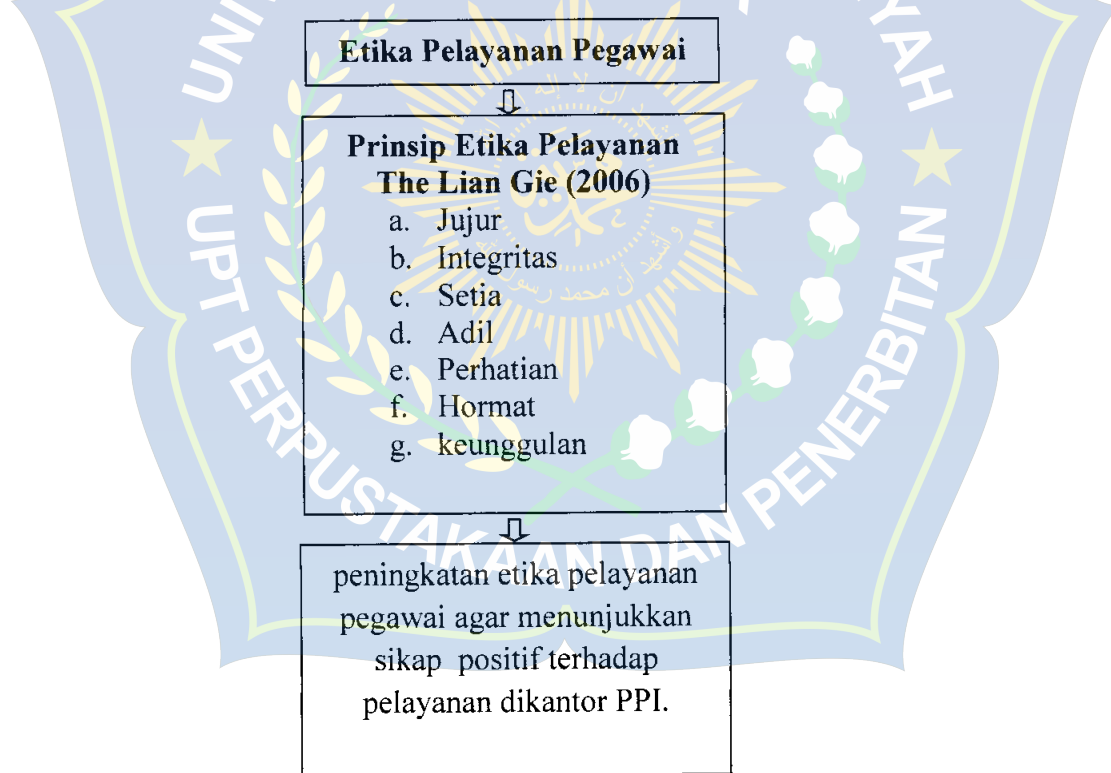 Etika Pelayanan Pegawai
Prinsip Etika Pelayanan
The Lian Gie (2006)
a. Jujur
b. Integritas
c. Setia
d. Adil
e. Perhatian
f. Hormat
g. keunggulan
peningkatan etika pelayanan
pegawai agar menunjukkan
sikap positif terhadap
pelayanan dikantor PPI.
UPT PERPUSTAKAAN DAN PENERBITAN